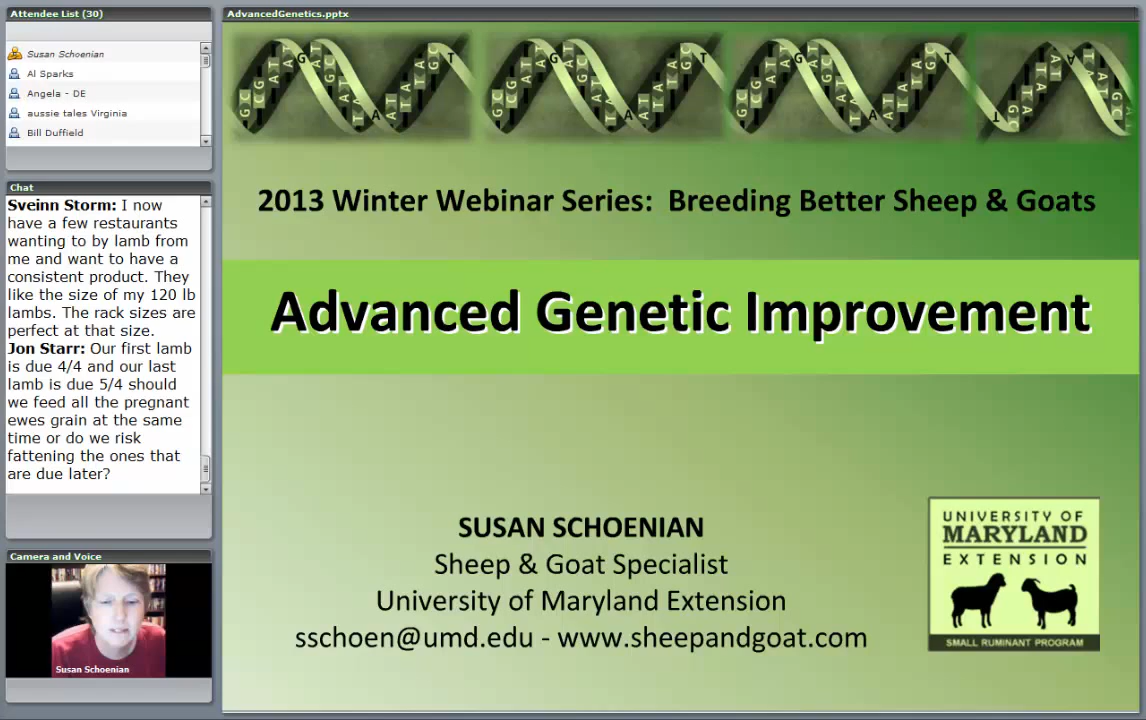 Attendee List (30)
Susan Schoenian
Al Sparks
Angela - DE
aussie tales Virginia
Bill Duffield
Chat
Sveinn Storm: I now
have a few restaurants
wanting to by lamb from
me and want to have a
consistent product. They
like the size of my 120 lb
lambs. The rack sizes are
perfect at that size.
Jon Starr: Our first lamb
is due 4/4 and our last
lamb is due 5/4 should
we feed all the pregnant
ewes grain at the same
time or do we risk
fattening the ones that
are due later?
Camera and Voice
Susan Schoenian
AdvancedGenetics.pptx
2013 Winter Webinar Series: Breeding Better Sheep & Goats
Advanced Genetic Improvement
SUSAN SCHOENIAN
Sheep & Goat Specialist
University of Maryland Extension
sschoen@umd.edu - www.sheepandgoat.com
UNIVERSITY OF
MARYLAND
EXTENSION
SMALL RUMINANT PROGRAM